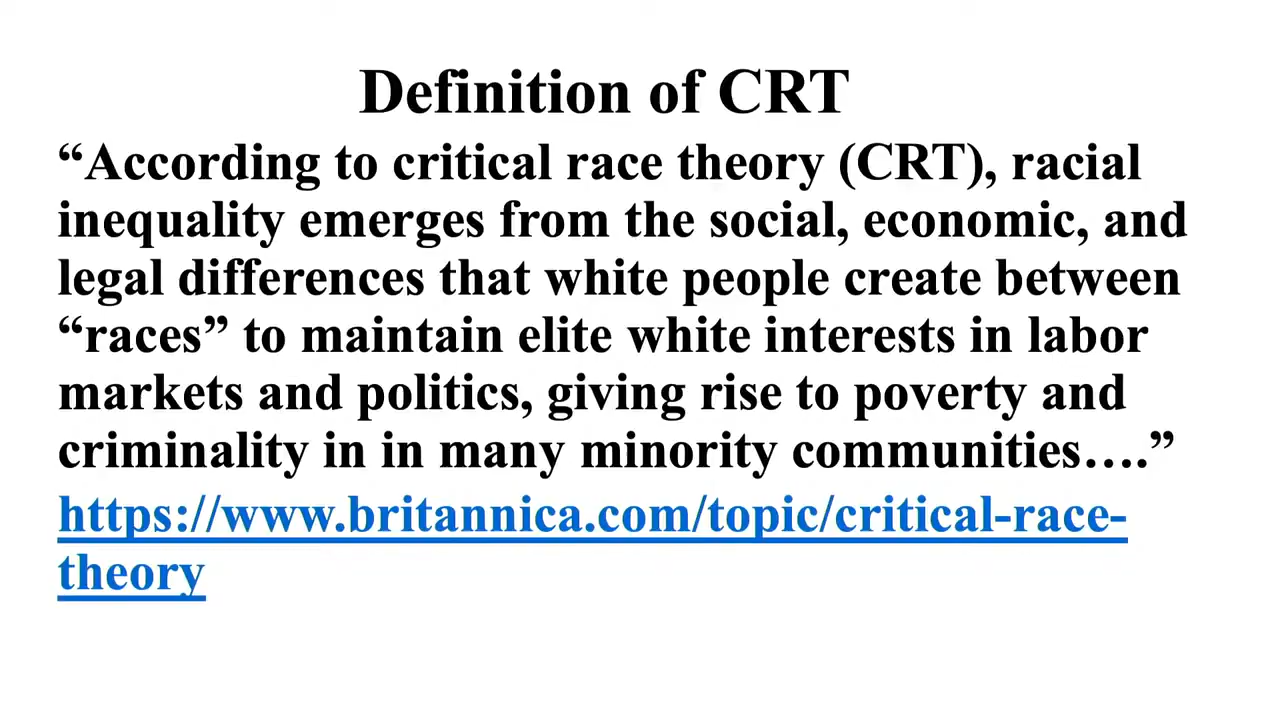 Definition of CRT
“According to critical race theory (CRT), racial
inequality emerges from the social, economic, and
legal differences that white people create between
“races” to maintain elite white interests in labor
markets and politics, giving rise to poverty and
criminality in in many minority communities….”
https://www.britannica.com/topic/critical-race-
theory